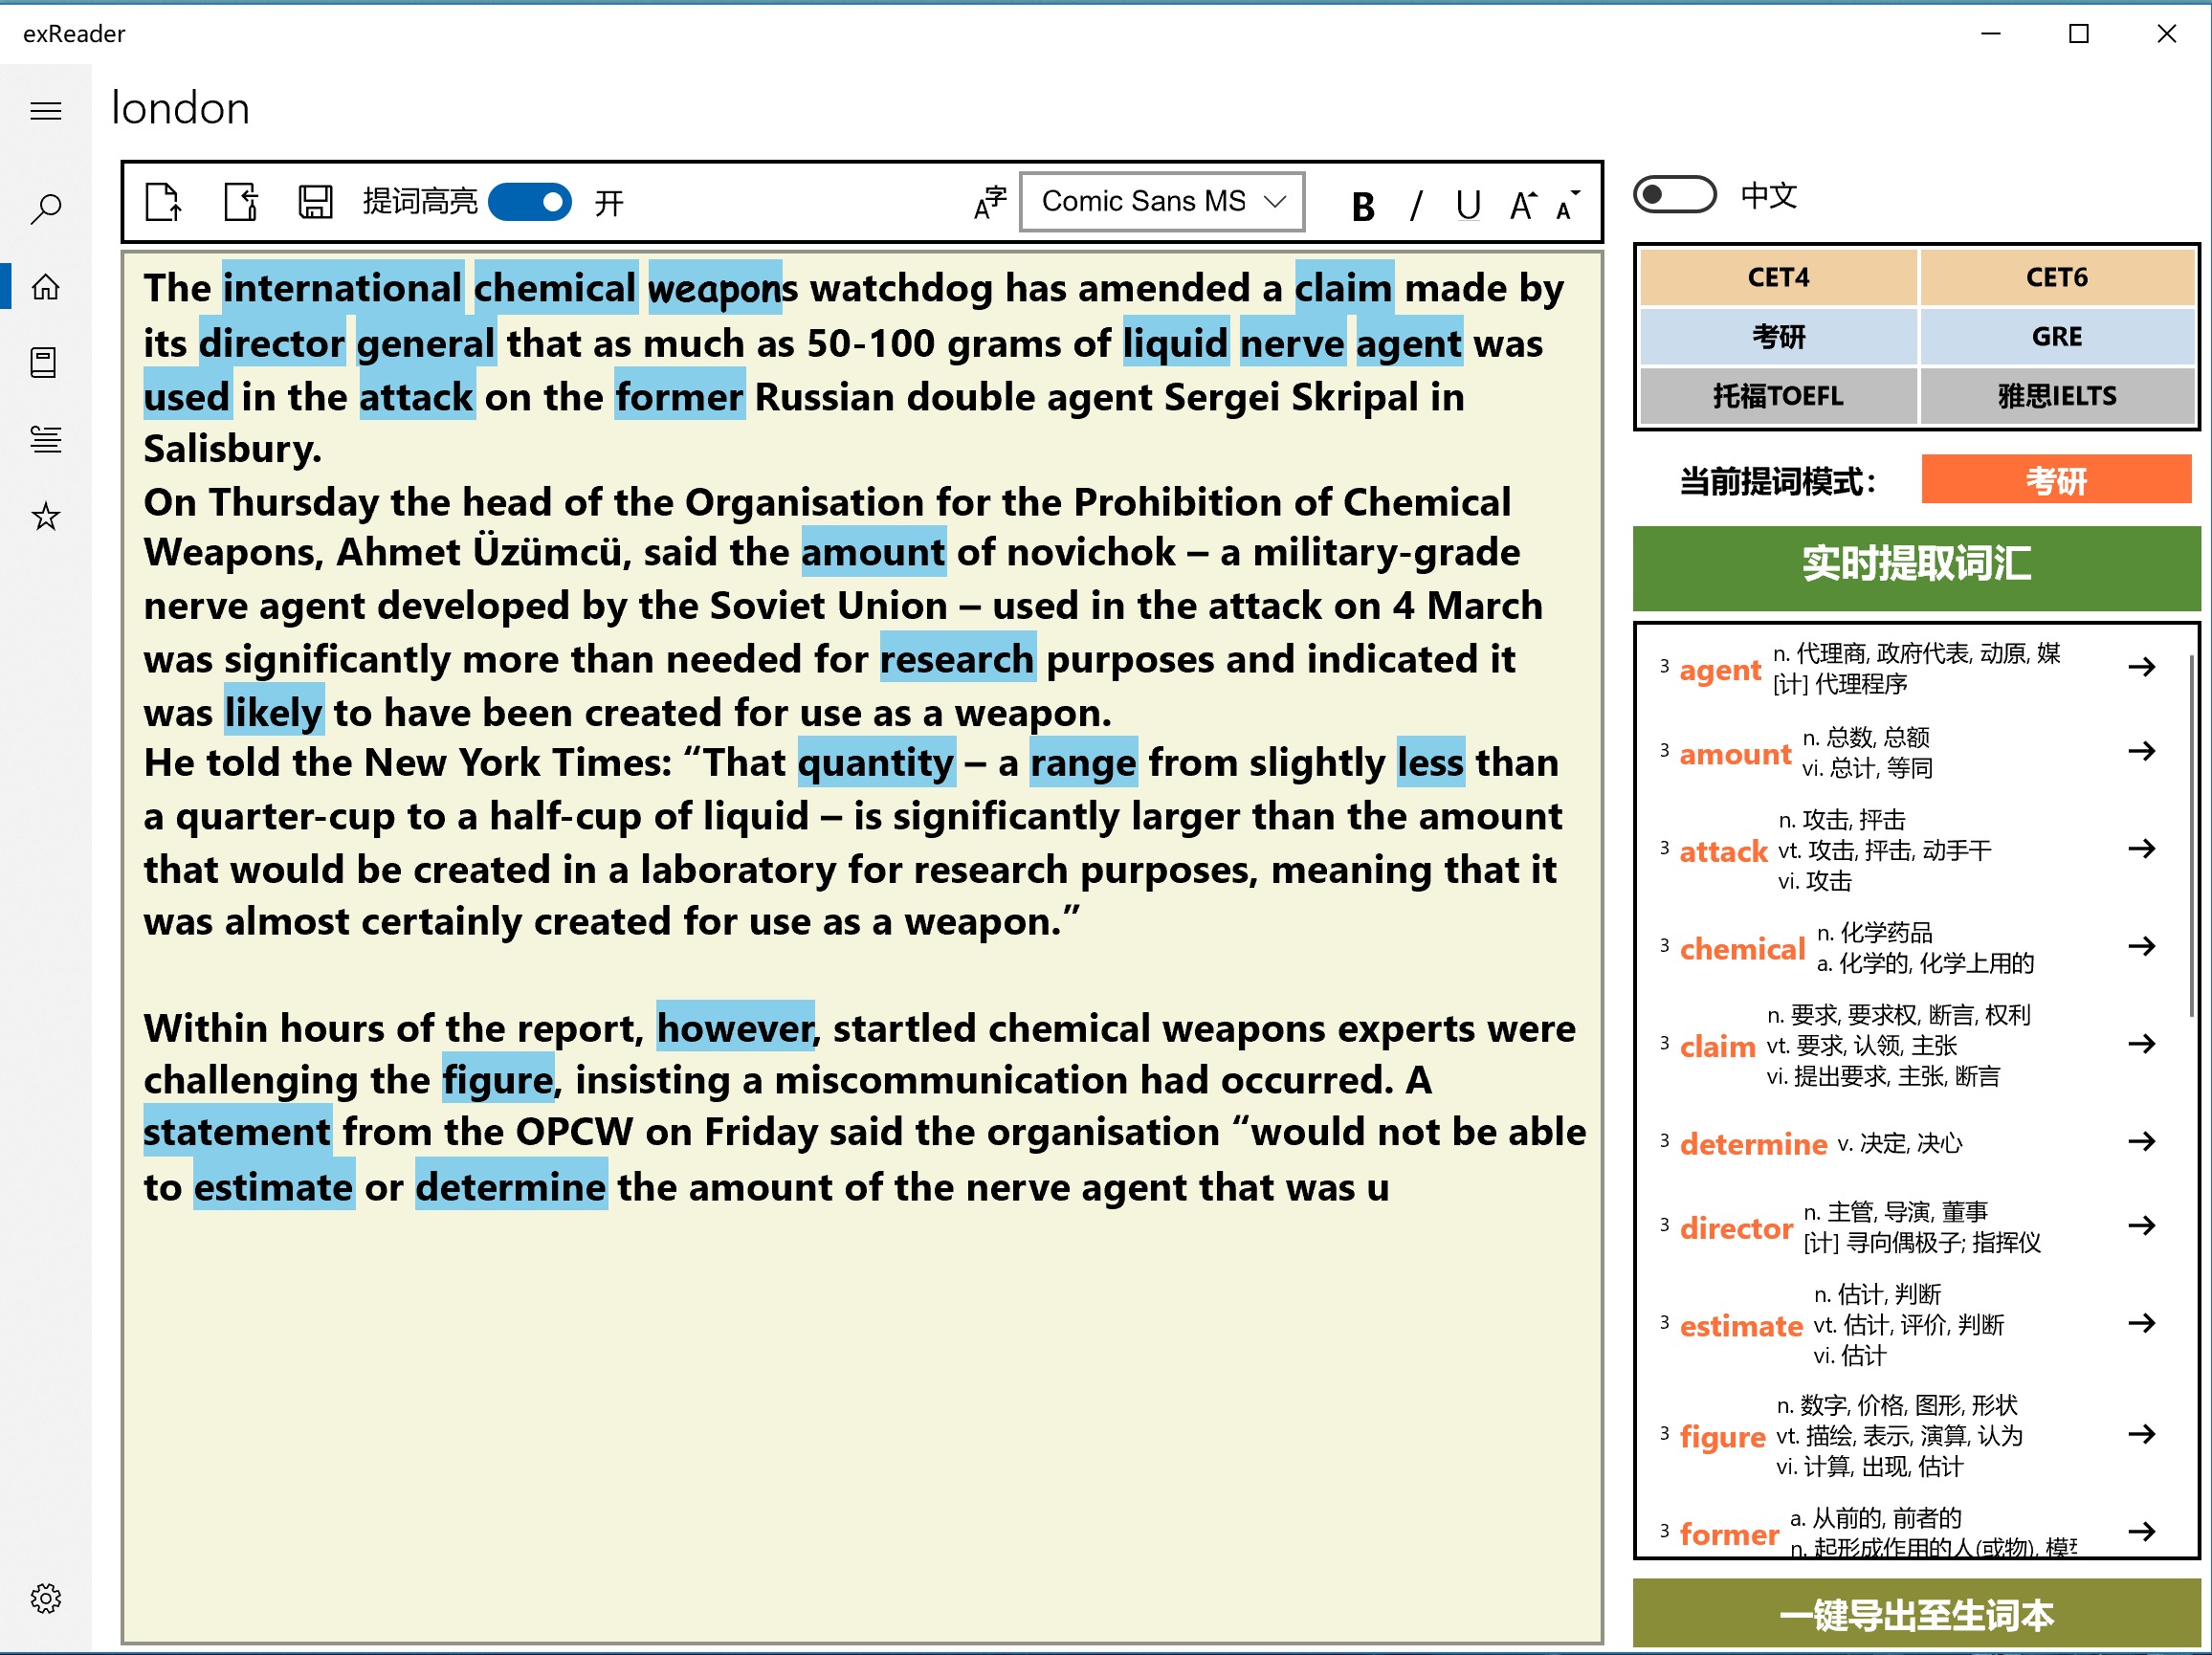 exReader
london
提词高亮 开 Comic Sans MS B I U A A
中文
The international chemical weapons watchdog has amended a claim made by
its director general that as much as 50-100 grams of liquid nerve agent was
used in the attack on the former Russian double agent Sergei Skripal in
Salisbury.
On Thursday the head of the Organisation for the Prohibition of Chemical
Weapons, Ahmet Üzümcü, said the amount of novichok – a military-grade
nerve agent developed by the Soviet Union – used in the attack on 4 March
was significantly more than needed for research purposes and indicated it
was likely to have been created for use as a weapon.
He told the New York Times: “That quantity – a range from slightly less than
a quarter-cup to a half-cup of liquid – is significantly larger than the amount
that would be created in a laboratory for research purposes, meaning that it
was almost certainly created for use as a weapon.”
Within hours of the report, however, startled chemical weapons experts were
challenging the figure, insisting a miscommunication had occurred. A
statement from the OPCW on Friday said the organisation “would not be able
to estimate or determine the amount of the nerve agent that was u
CET4 CET6
考研 GRE
托福TOEFL 雅思IELTS
当前提词模式： 考研
实时提取词汇
3 agent n. 代理商, 政府代表, 动原, 媒
[计] 代理程序
3 amount n. 总数, 总额
vi. 总计, 等同
3 attack n. 攻击, 抨击
vt. 攻击, 抨击, 动手干
vi. 攻击
3 chemical n. 化学药品
a. 化学的, 化学上用的
3 claim n. 要求, 要求权, 断言, 权利
vt. 要求, 认领, 主张
vi. 提出要求, 主张, 断言
3 determine v. 决定, 决心
3 director n. 主管, 导演, 董事
[计] 寻向偶极子; 指挥仪
3 estimate n. 估计, 判断
vt. 估计, 评价, 判断
vi. 估计
3 figure n. 数字, 价格, 图形, 形状
vt. 描绘, 表示, 演算, 认为
vi. 计算, 出现, 估计
3 former a. 从前的, 前者的
n. 起形成作用的人(或物), 模
一键导出至生词本